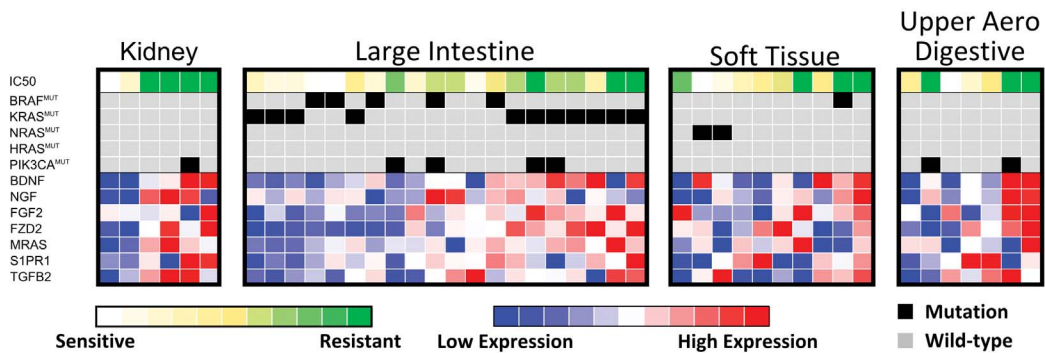 Kidney
Large Intestine
Soft Tissue
Upper Aero
Digestive
IC50
BRAFᴹᵁᵀ
KRASᴹᵁᵀ
NRASᴹᵁᵀ
HRASᴹᵁᵀ
PIK3CAᴹᵁᵀ
BDNF
NGF
FGF2
FZD2
MRAS
S1PR1
TGFB2
Sensitive Resistant
Low Expression High Expression
Mutation
Wild-type